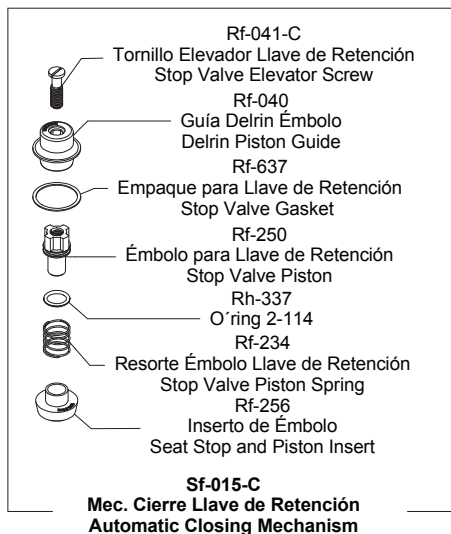 Rf-041-C
Tornillo Elevador Llave de Retención
Stop Valve Elevator Screw
Rf-040
Guía Delrin Émbolo
Delrin Piston Guide
Rf-637
Empaque para Llave de Retención
Stop Valve Gasket
Rf-250
Émbolo para Llave de Retención
Stop Valve Piston
Rh-337
O´ring 2-114
Rf-234
Resorte Émbolo Llave de Retención
Stop Valve Piston Spring
Rf-256
Inserto de Émbolo
Seat Stop and Piston Insert
Sf-015-C
Mec. Cierre Llave de Retención
Automatic Closing Mechanism